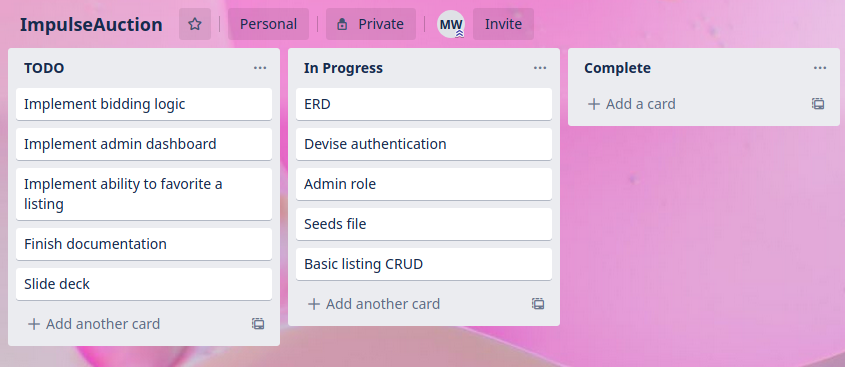 ImpulseAuction
Personal
Private
MW
Invite
TODO
Implement bidding logic
Implement admin dashboard
Implement ability to favorite a
listing
Finish documentation
Slide deck
+ Add another card
In Progress
ERD
Devise authentication
Admin role
Seeds file
Basic listing CRUD
+ Add another card
Complete
+ Add a card